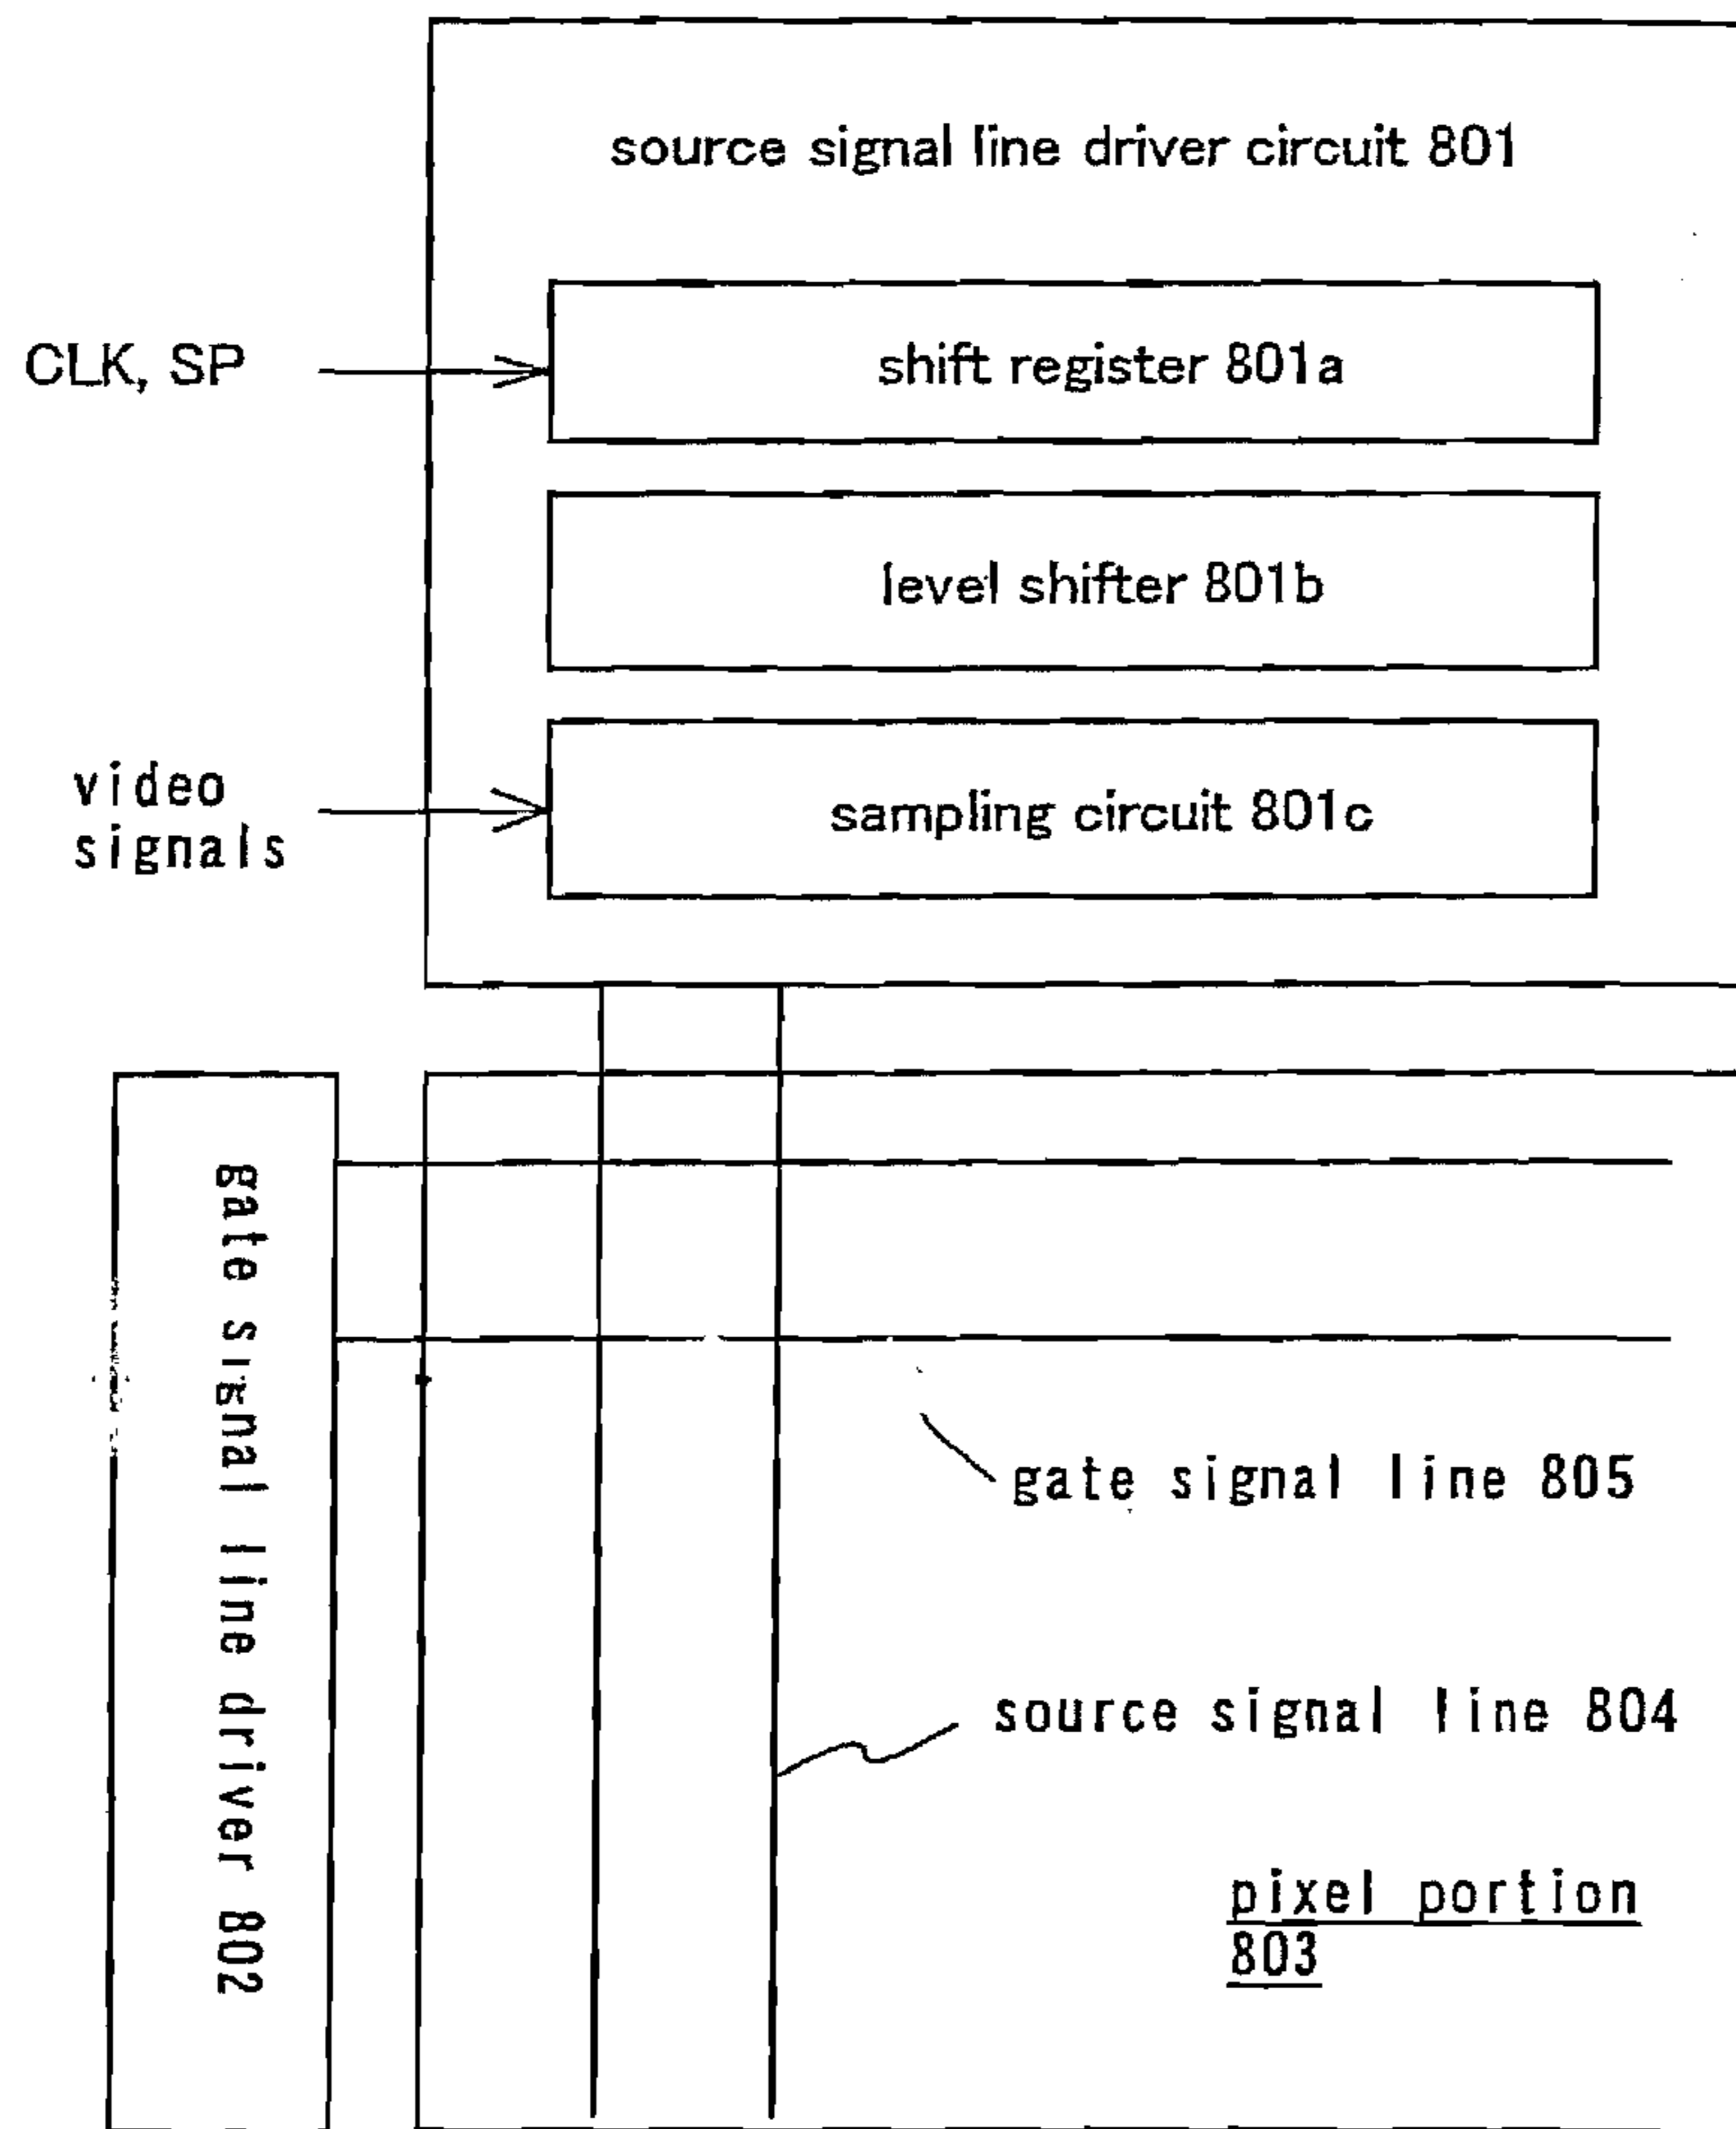 source signal line driver circuit 801
CLK, SP
shift register 801a
level shifter 801b
video
signals
sampling circuit 801c
gate signal line driver 802
gate signal line 805
source signal line 804
pixel portion
803